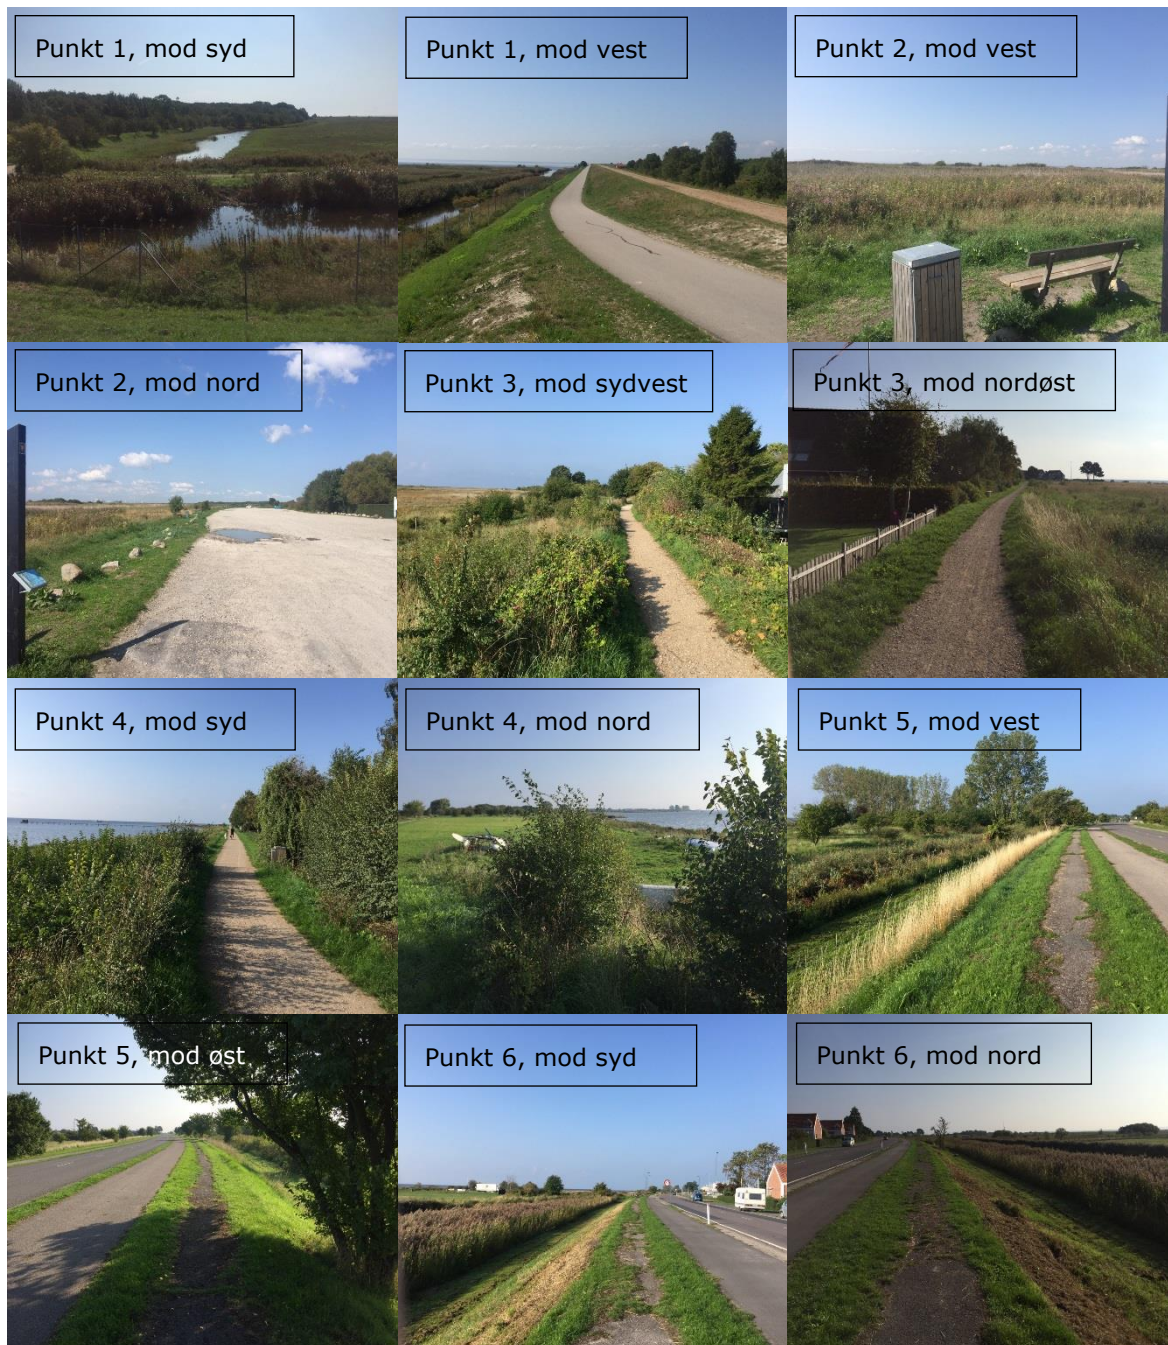 Punkt 1, mod syd
Punkt 1, mod vest
Punkt 2, mod vest
Punkt 2, mod nord
Punkt 3, mod sydvest
Punkt 3, mod nordøst
Punkt 4, mod syd
Punkt 4, mod nord
Punkt 5, mod vest
Punkt 5, mod øst
Punkt 6, mod syd
Punkt 6, mod nord